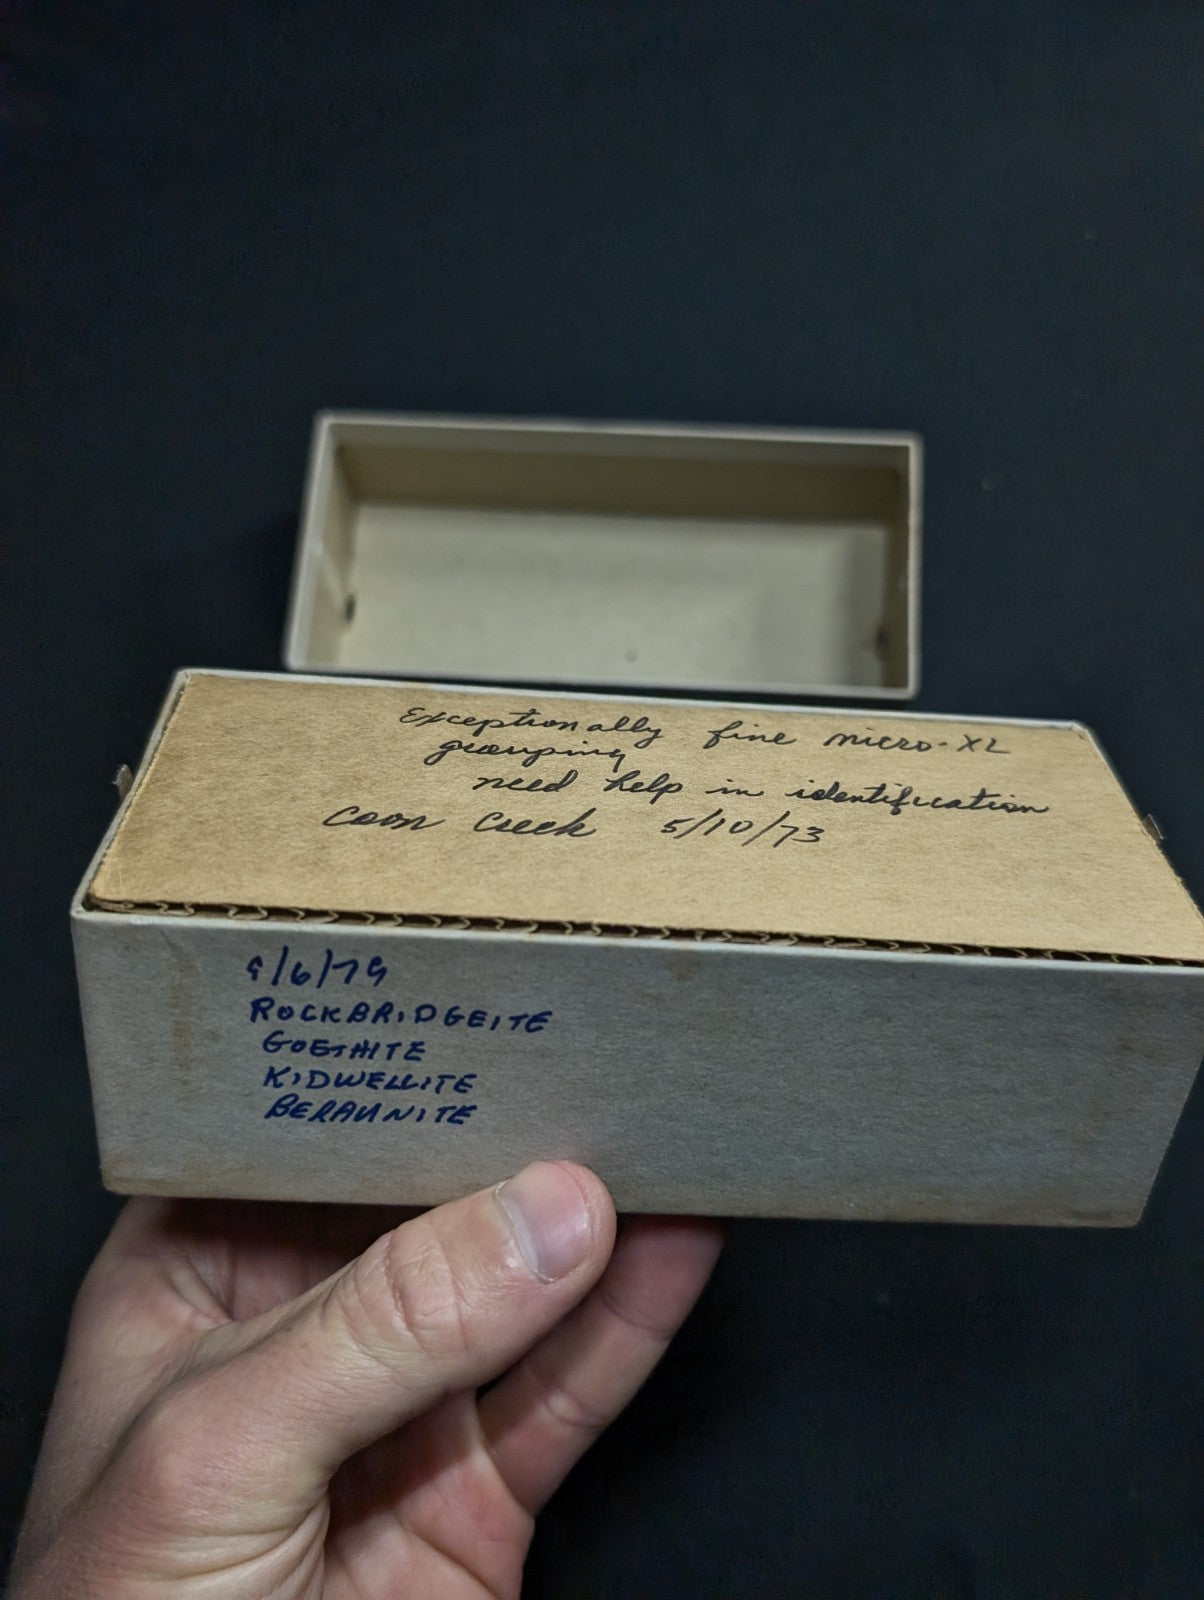 Exceptionally fine micro-XL
grouping
need help in identification
Coon Creek 5/10/73
9/6/79
ROCKBRIDGEITE
GOETHITE
KIDWELLITE
BERAUNITE